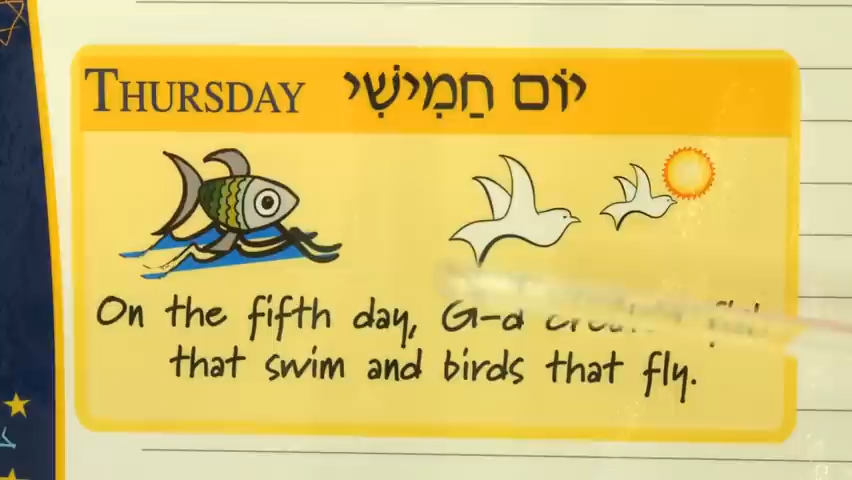 THURSDAY יוֹם חֲמִישִׁי
On the fifth day, G-d
that swim and birds that fly.